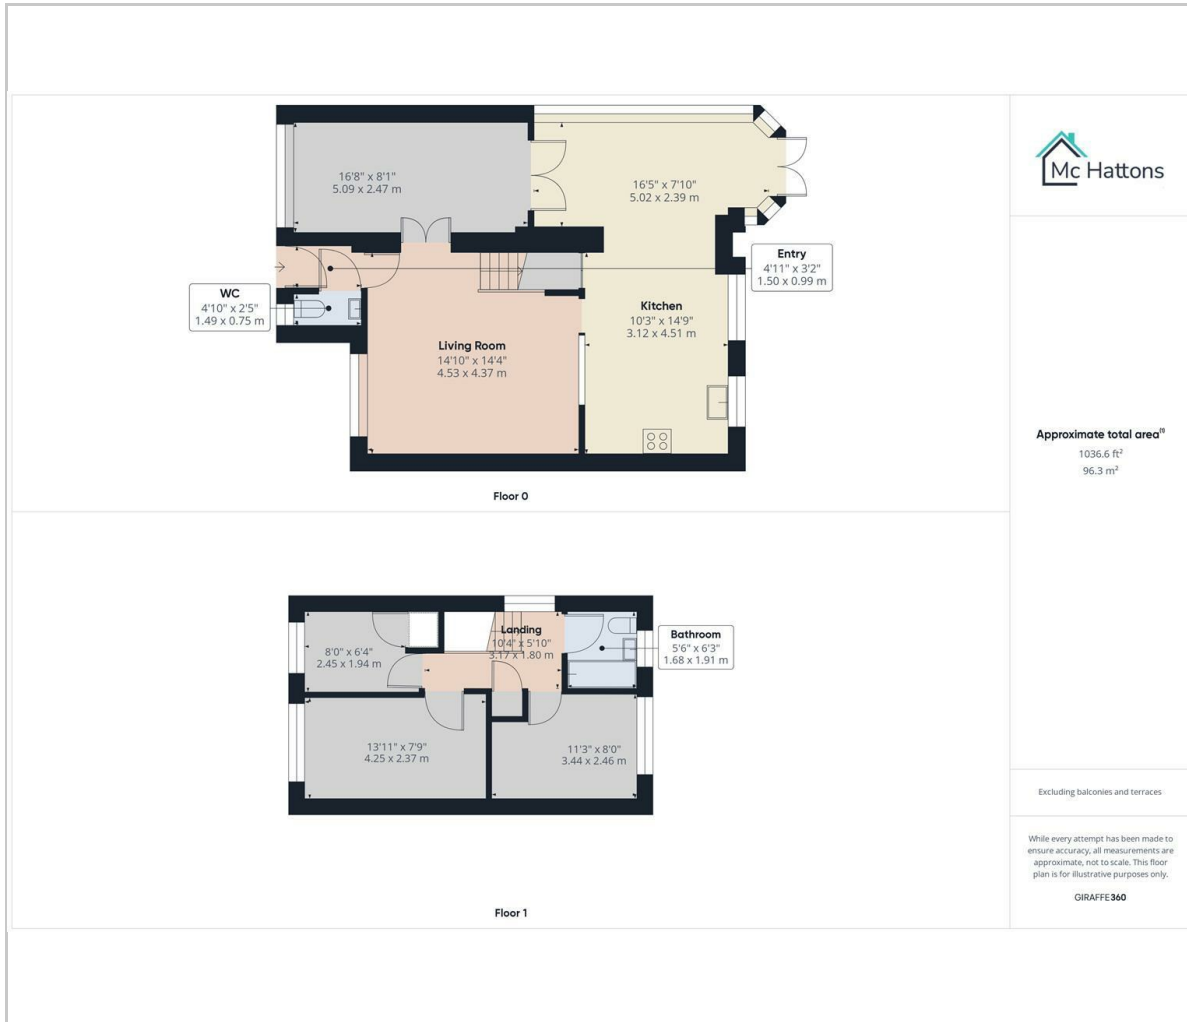 Mc Hattons
16'8" x 8'1"
5.09 x 2.47 m
16'5" x 7'10"
5.02 x 2.39 m
Entry
4'11" x 3'2"
1.50 x 0.99 m
WC
4'10" x 2'5"
1.49 x 0.75 m
Kitchen
10'3" x 14'9"
3.12 x 4.51 m
Living Room
14'10" x 14'4"
4.53 x 4.37 m
Floor 0
Approximate total area⁽¹⁾
1036.6 ft²
96.3 m²
Landing
10'4" x 5'10"
3.17 x 1.80 m
Bathroom
5'6" x 6'3"
1.68 x 1.91 m
8'0" x 6'4"
2.45 x 1.94 m
13'11" x 7'9"
4.25 x 2.37 m
11'3" x 8'0"
3.44 x 2.46 m
Floor 1
Excluding balconies and terraces
While every attempt has been made to
ensure accuracy, all measurements are
approximate, not to scale. This floor
plan is for illustrative purposes only.
GIRAFFE360